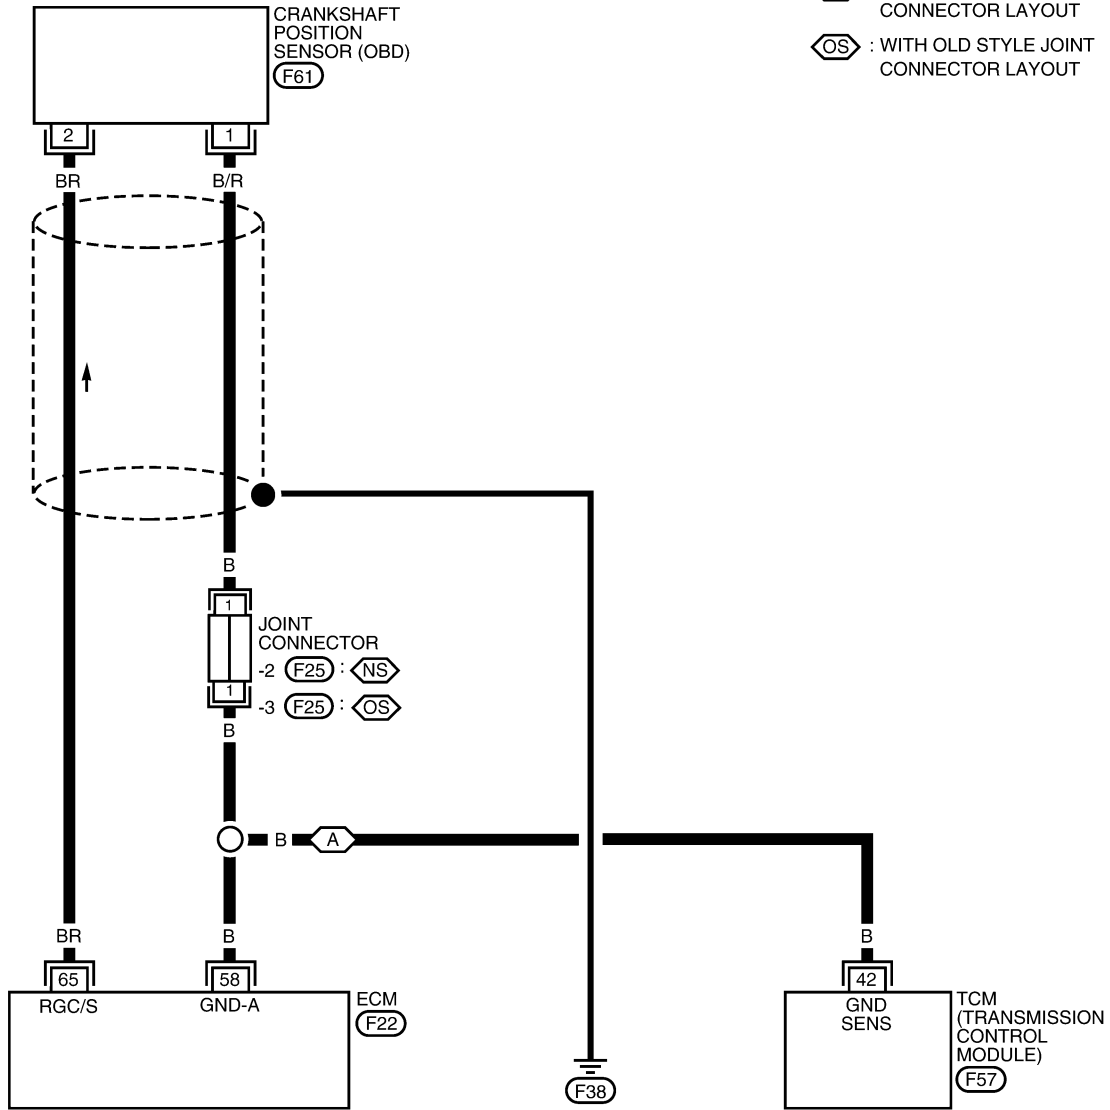 CRANKSHAFT
POSITION
SENSOR (OBD)
F61
CONNECTOR LAYOUT
OS : WITH OLD STYLE JOINT
CONNECTOR LAYOUT
2 1
BR B/R
B
1
JOINT
CONNECTOR
-2 F25 : NS
1
-3 F25 : OS
B
B A
BR B B
65 58 42
RGC/S GND-A
ECM
F22
GND
SENS
TCM
(TRANSMISSION
CONTROL
MODULE)
F57
F38